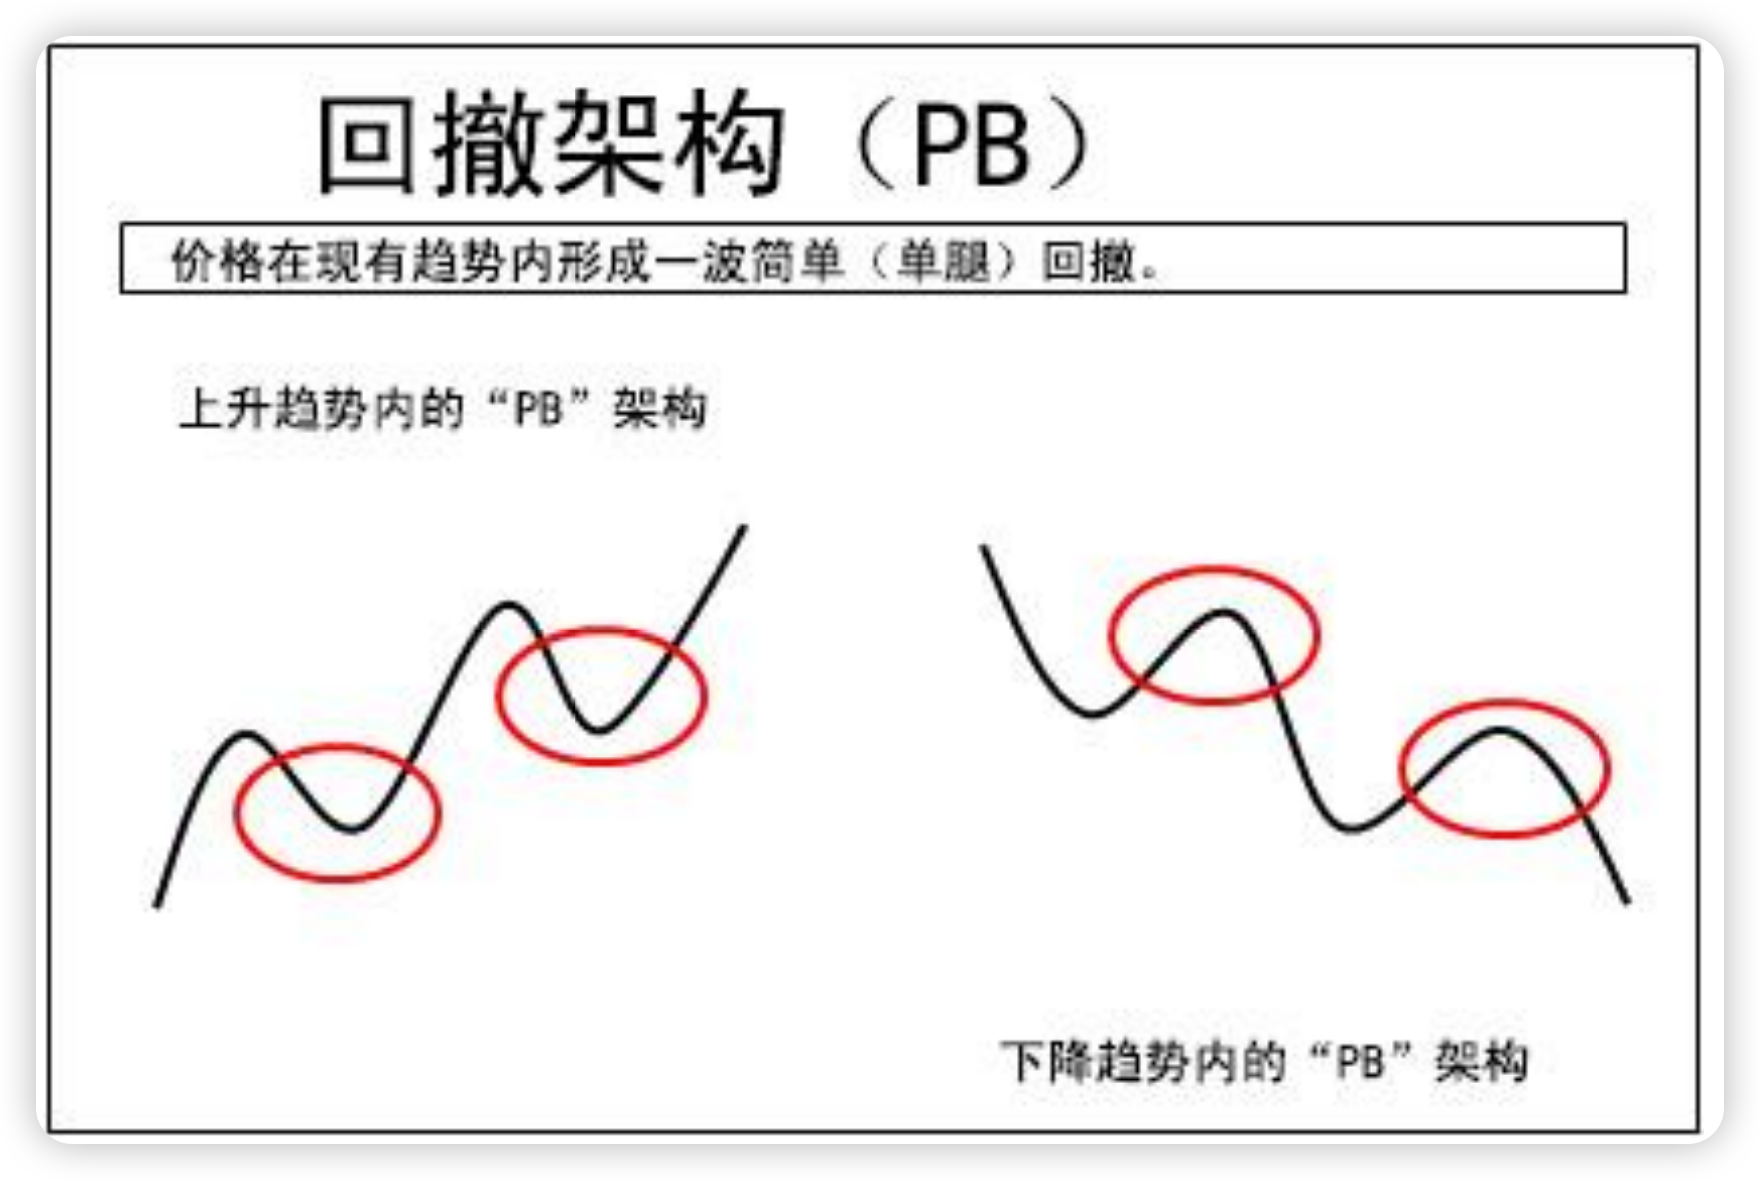 回撤架构（PB）
价格在现有趋势内形成一波简单（单腿）回撤。
上升趋势内的“PB”架构
下降趋势内的“PB”架构